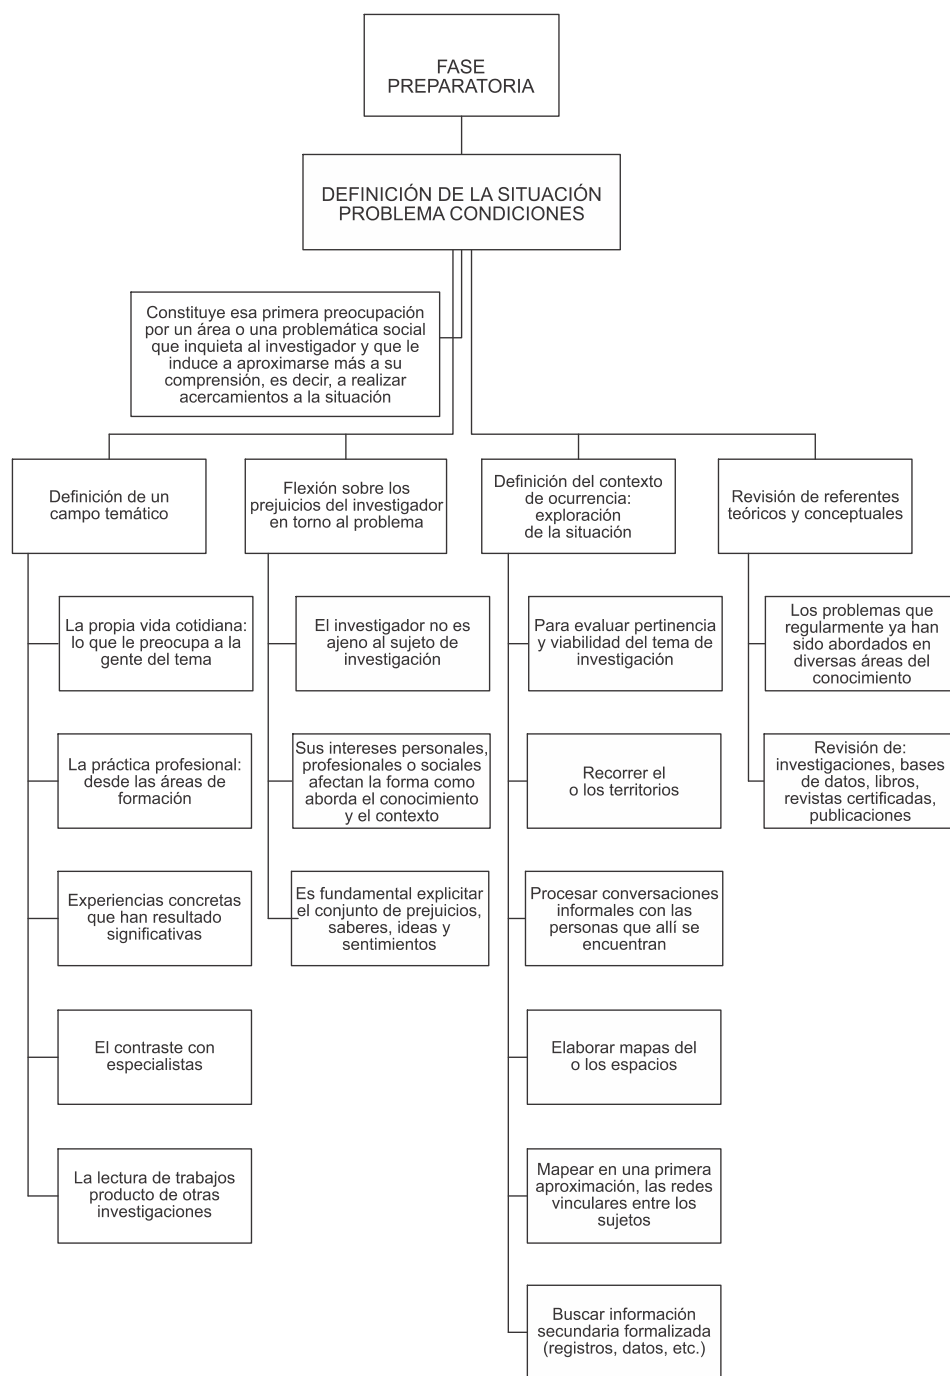 FASE
PREPARATORIA
DEFINICIÓN DE LA SITUACIÓN
PROBLEMA CONDICIONES
Constituye esa primera preocupación
por un área o una problemática social
que inquieta al investigador y que le
induce a aproximarse más a su
comprensión, es decir, a realizar
acercamientos a la situación
Definición de un
campo temático
La propia vida cotidiana:
lo que le preocupa a la
gente del tema
La práctica profesional:
desde las áreas de
formación
Experiencias concretas
que han resultado
significativas
El contraste con
especialistas
La lectura de trabajos
producto de otras
investigaciones
Flexión sobre los
prejuicios del investigador
en torno al problema
El investigador no es
ajeno al sujeto de
investigación
Sus intereses personales,
profesionales o sociales
afectan la forma como
aborda el conocimiento
y el contexto
Es fundamental explicitar
el conjunto de prejuicios,
saberes, ideas y
sentimientos
Definición del contexto
de ocurrencia:
exploración
de la situación
Para evaluar pertinencia
y viabilidad del tema de
investigación
Recorrer el
o los territorios
Procesar conversaciones
informales con las
personas que allí se
encuentran
Elaborar mapas del
o los espacios
Mapear en una primera
aproximación, las redes
vinculares entre los
sujetos
Buscar información
secundaria formalizada
(registros, datos, etc.)
Revisión de referentes
teóricos y conceptuales
Los problemas que
regularmente ya han
sido abordados en
diversas áreas del
conocimiento
Revisión de:
investigaciones, bases
de datos, libros,
revistas certificadas,
publicaciones